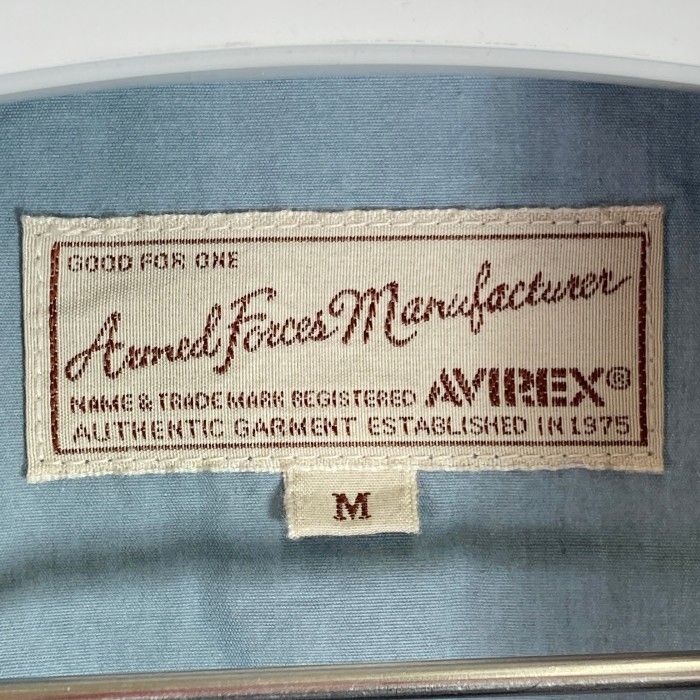 GOOD FOR ONE
Armed Forces Manufacturer
NAME & TRADE MARK REGISTERED AVIREX®
AUTHENTIC GARMENT ESTABLISHED IN 1975
M